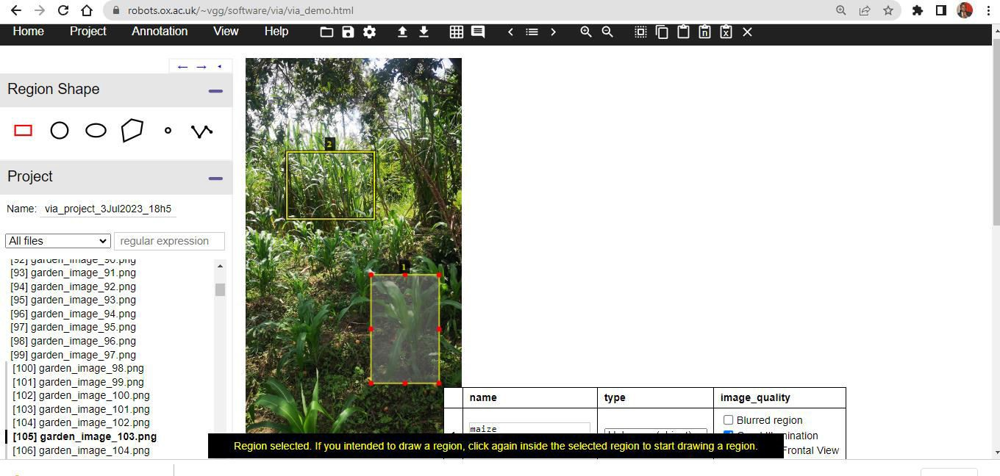 robots.ox.ac.uk/~vgg/software/via/via_demo.html
Home Project Annotation View Help
Region Shape
Project
Name: via_project_3Jul2023_18h5
All files regular expression
[92] garden_image_90.png
[93] garden_image_91.png
[94] garden_image_92.png
[95] garden_image_93.png
[96] garden_image_94.png
[97] garden_image_95.png
[98] garden_image_96.png
[99] garden_image_97.png
[100] garden_image_98.png
[101] garden_image_99.png
[102] garden_image_100.png
[103] garden_image_101.png
[104] garden_image_102.png
[105] garden_image_103.png
[106] garden_image_104.png
2
1
name type image_quality
maize
Blurred region
Frontal View
Region selected. If you intended to draw a region, click again inside the selected region to start drawing a region.